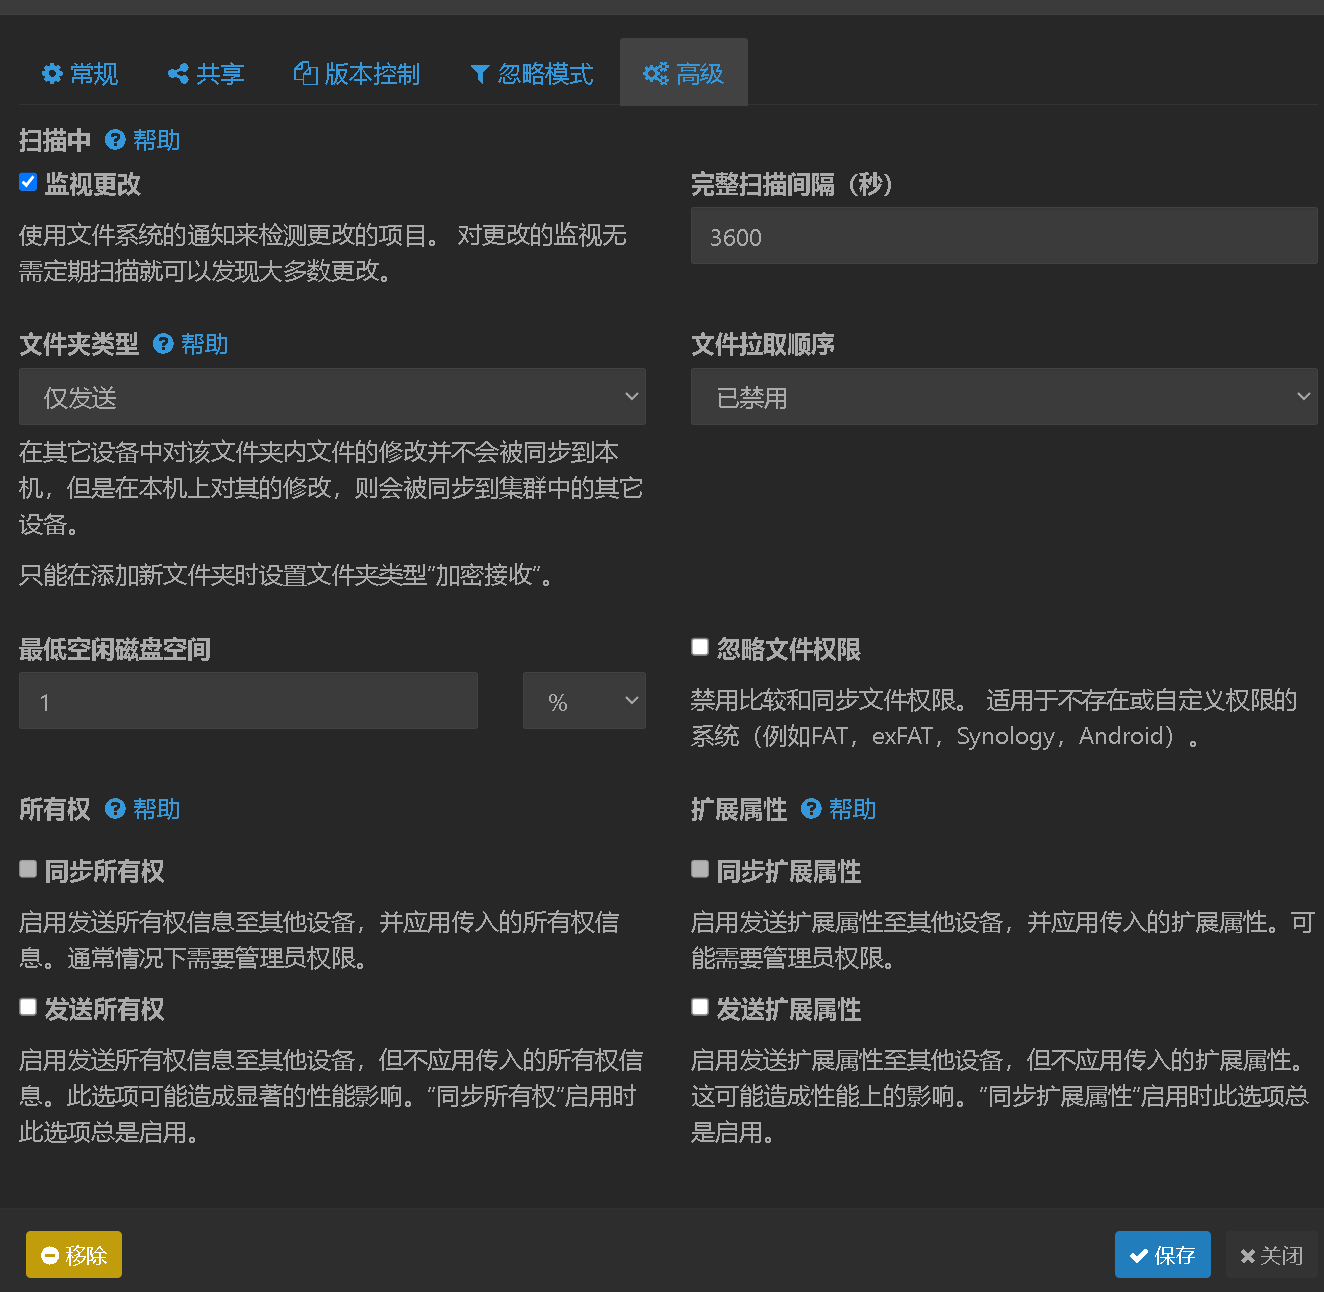 常规 共享 版本控制 忽略模式 高级
扫描中 帮助
监视更改
使用文件系统的通知来检测更改的项目。 对更改的监视无
需定期扫描就可以发现大多数更改。
完整扫描间隔（秒）
3600
文件夹类型 帮助
仅发送
在其它设备中对该文件夹内文件的修改并不会被同步到本
机，但是在本机上对其的修改，则会被同步到集群中的其它
设备。
只能在添加新文件夹时设置文件夹类型"加密接收"。
文件拉取顺序
已禁用
最低空闲磁盘空间
1 %
忽略文件权限
禁用比较和同步文件权限。 适用于不存在或自定义权限的
系统（例如FAT，exFAT，Synology，Android）。
所有权 帮助
同步所有权
启用发送所有权信息至其他设备，并应用传入的所有权信
息。通常情况下需要管理员权限。
发送所有权
启用发送所有权信息至其他设备，但不应用传入的所有权信
息。此选项可能造成显著的性能影响。"同步所有权"启用时
此选项总是启用。
扩展属性 帮助
同步扩展属性
启用发送扩展属性至其他设备，并应用传入的扩展属性。可
能需要管理员权限。
发送扩展属性
启用发送扩展属性至其他设备，但不应用传入的扩展属性。
这可能造成性能上的影响。"同步扩展属性"启用时此选项总
是启用。
移除 保存 关闭